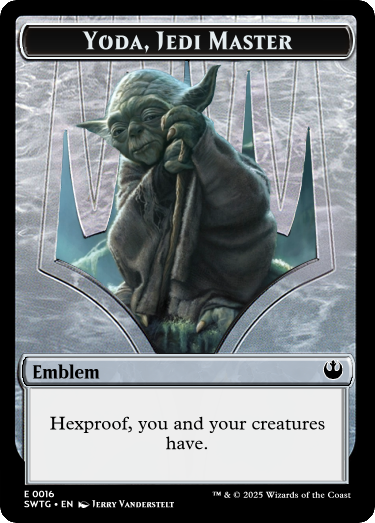 Yoda, Jedi Master
Emblem
Hexproof, you and your creatures
have.
E 0016
SWTG • EN Jerry Vanderstelt
™ & © 2025 Wizards of the Coast